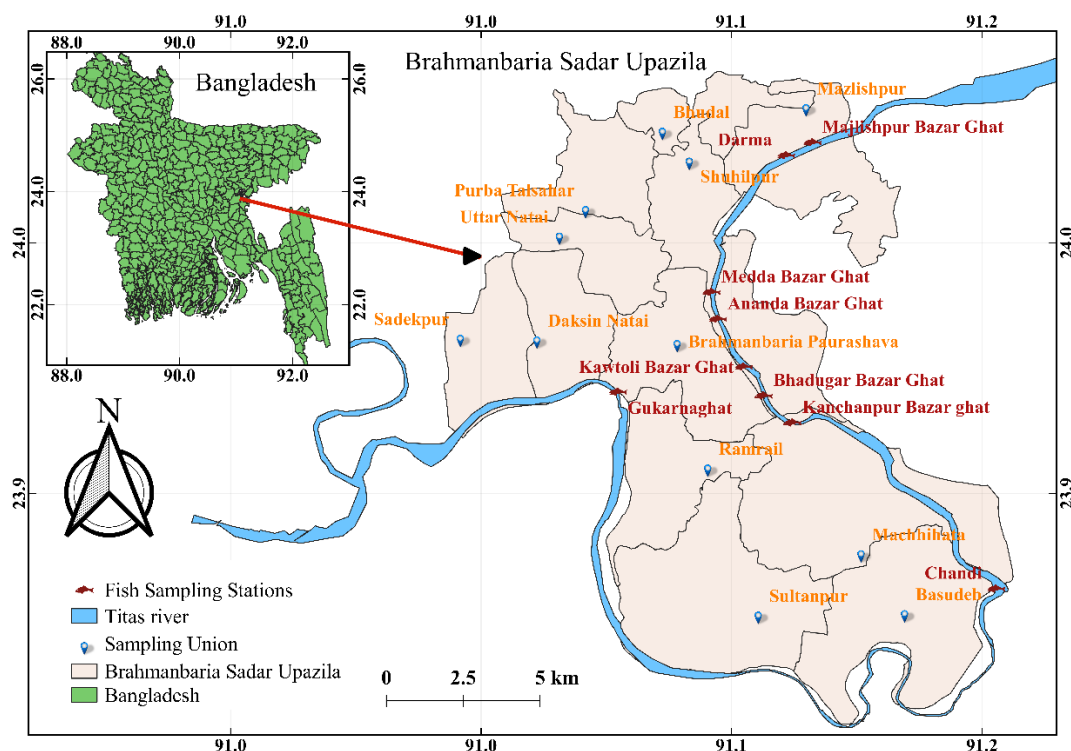 91.0 91.0 91.1 91.2
88.0 90.0 92.0
Brahmanbaria Sadar Upazila
Bangladesh
26.0
26.0
24.0
24.0
22.0
22.0
88.0 90.0 92.0
Mazlishpur
Bhudal
Majlishpur Bazar Ghat
Darma
Shuhilpur
Purba Talsahar
Uttar Natai
24.0
24.0
Medda Bazar Ghat
Ananda Bazar Ghat
Sadekpur
Daksin Natai
Brahmanbaria Paurashava
Kawtoli Bazar Ghat
Bhadugar Bazar Ghat
Gukarnaghat
Kanchanpur Bazar ghat
N
Ramrail
23.9
23.9
Machhihata
Chandi
Basudeb
Sultanpur
Fish Sampling Stations
Titas river
Sampling Union
Brahmanbaria Sadar Upazila
Bangladesh
0 2.5 5 km
91.0 91.0 91.1 91.2